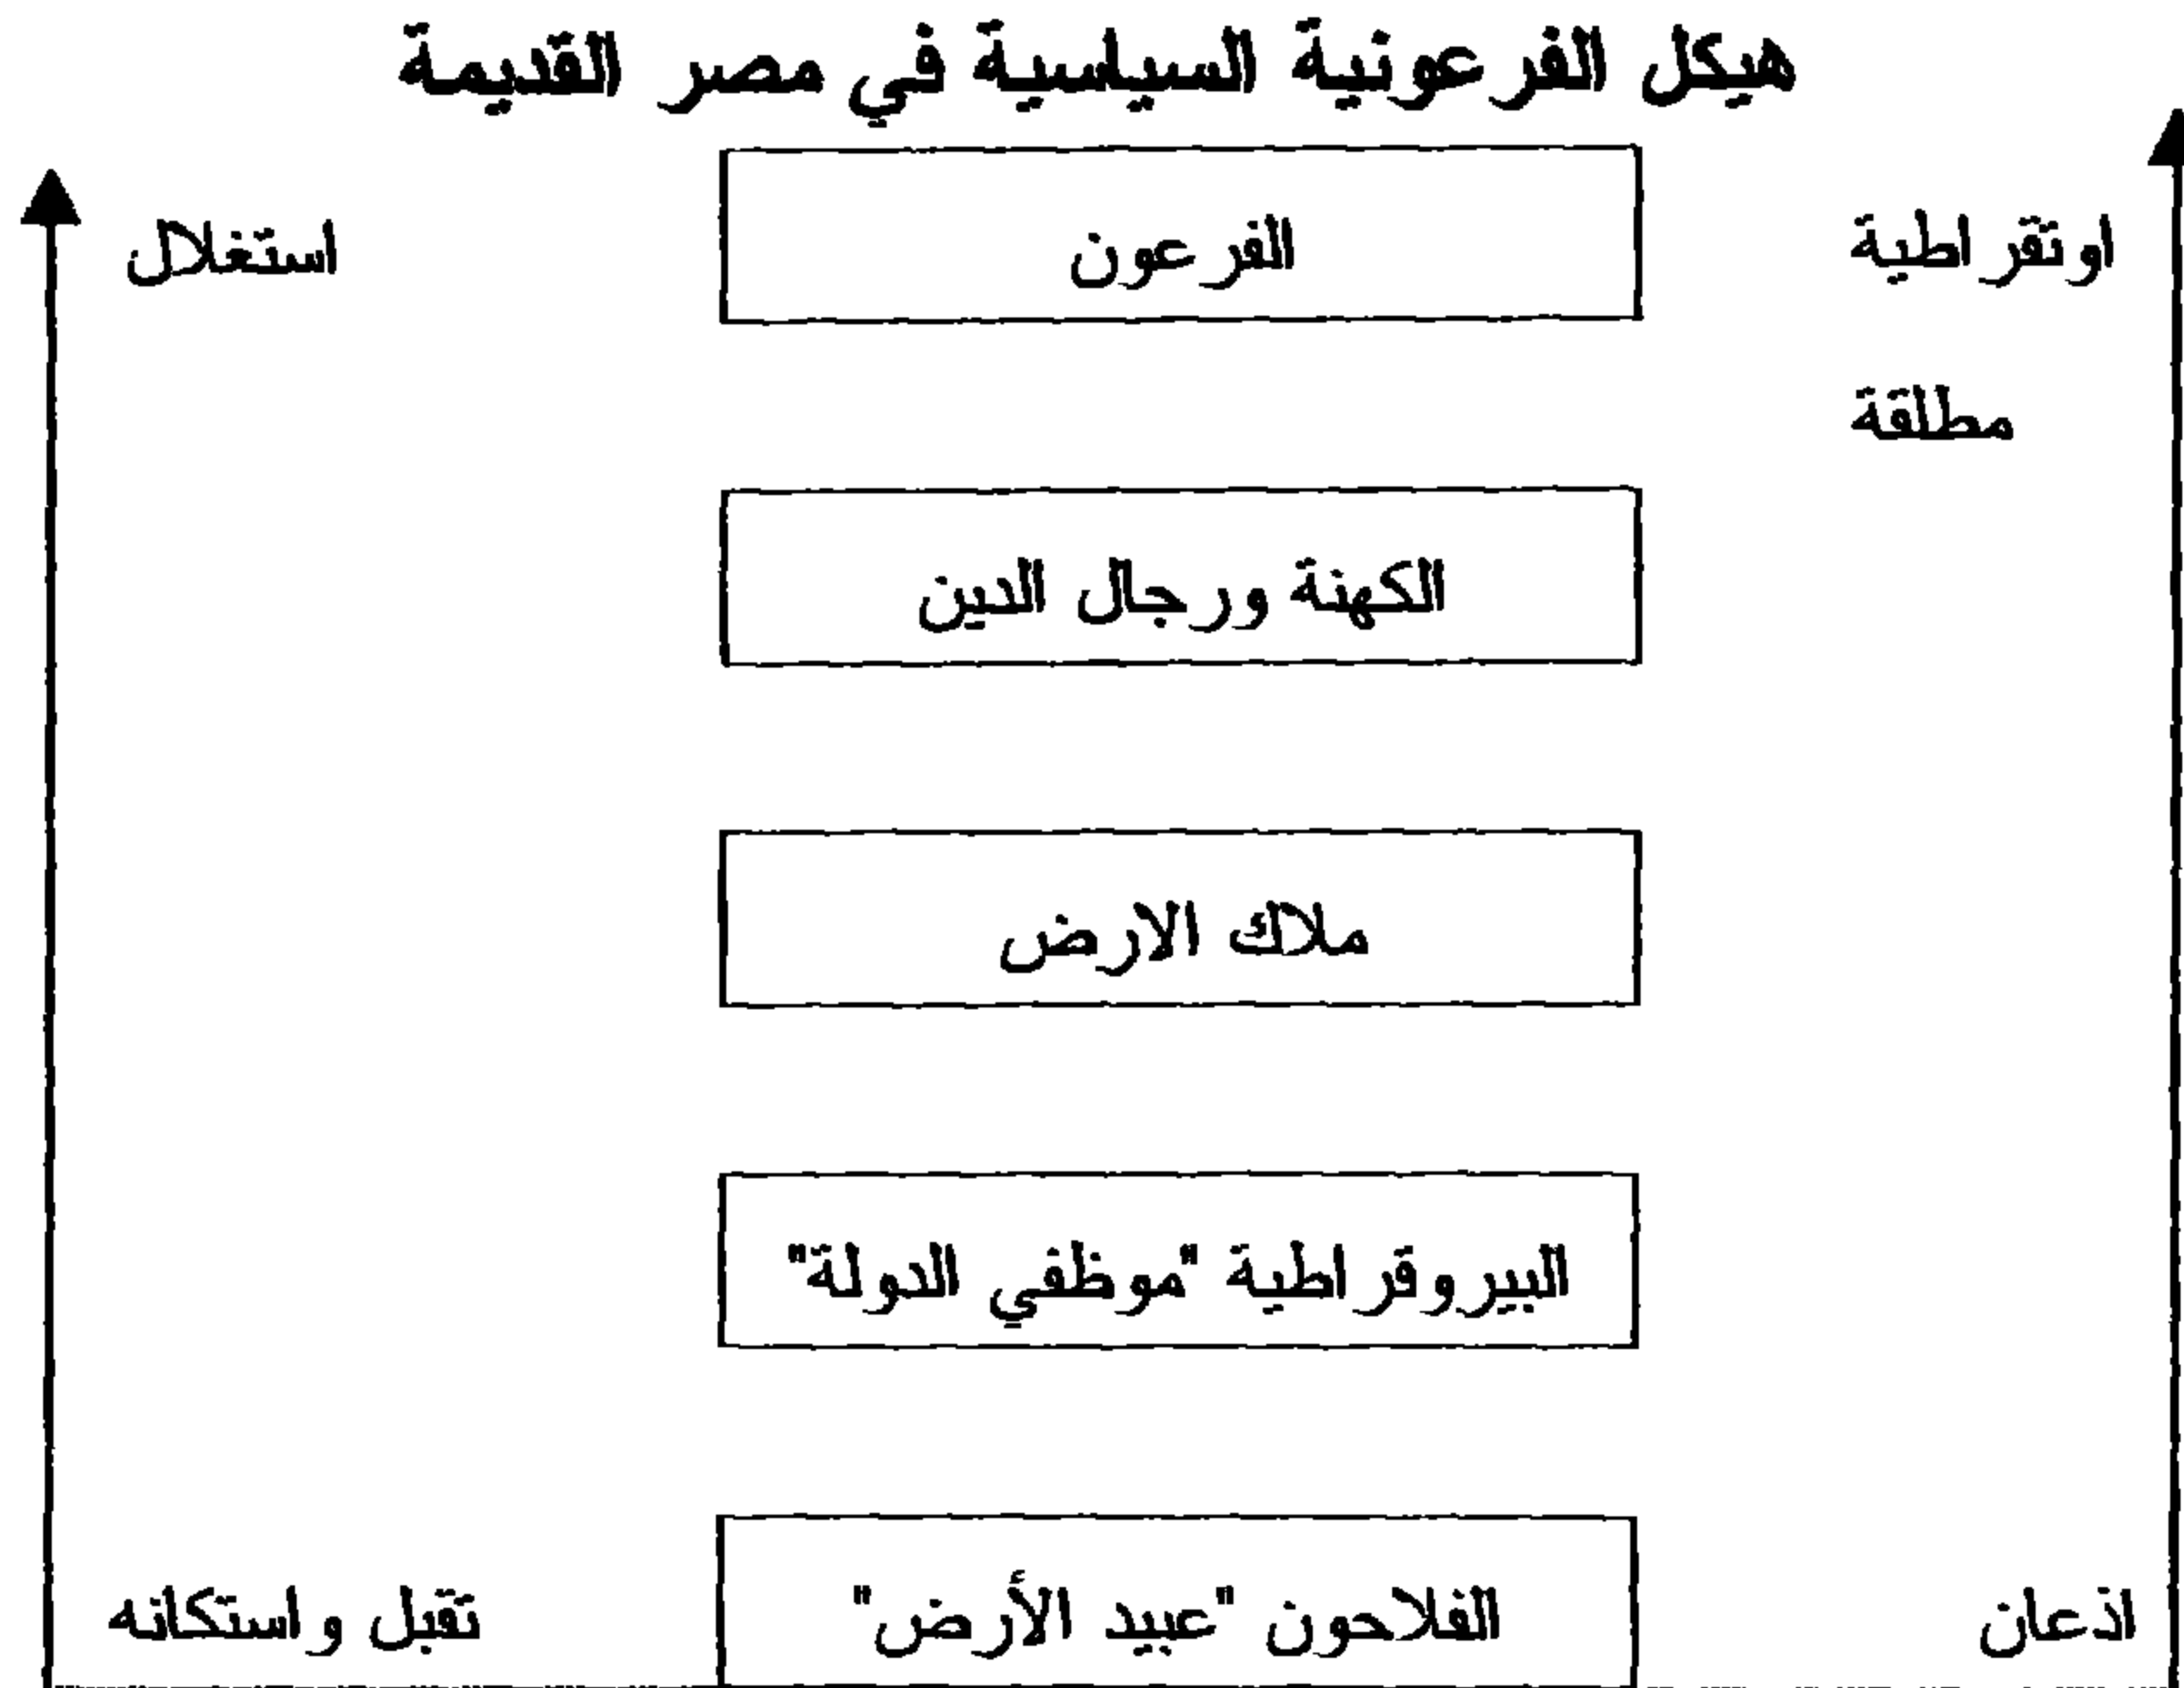 هيكل الفرعونية السياسية في مصر القديمة
اوتقراطية
الفرعون
استغلال
مطلقة
الكهنة ورجال الدين
ملاك الارض
البيروقراطية "موظفي الدولة"
اذعان
الفلاحون "عبيد الأرض"
تقبل واستكانه